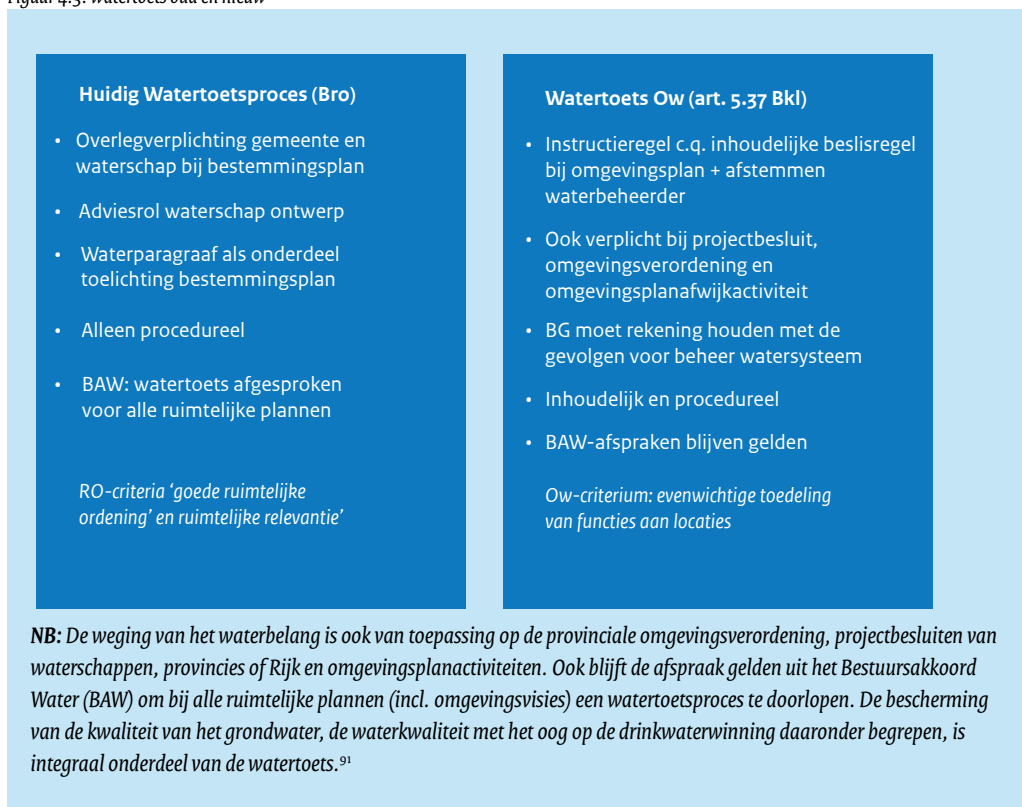 Figuur 4.3: Watertoets oud en nieuw
Huidig Watertoetsproces (Bro)
• Overlegverplichting gemeente en
waterschap bij bestemmingsplan
• Adviesrol waterschap ontwerp
• Waterparagraaf als onderdeel
toelichting bestemmingsplan
• Alleen procedureel
• BAW: watertoets afgesproken
voor alle ruimtelijke plannen
RO-criteria ‘goede ruimtelijke
ordening’ en ruimtelijke relevantie’
Watertoets Ow (art. 5.37 Bkl)
• Instructieregel c.q. inhoudelijke beslisregel
bij omgevingsplan + afstemmen
waterbeheerder
• Ook verplicht bij projectbesluit,
omgevingsverordening en
omgevingsplanafwijkactiviteit
• BG moet rekening houden met de
gevolgen voor beheer watersysteem
• Inhoudelijk en procedureel
• BAW-afspraken blijven gelden
Ow-criterium: evenwichtige toedeling
van functies aan locaties
NB: De weging van het waterbelang is ook van toepassing op de provinciale omgevingsverordening, projectbesluiten van
waterschappen, provincies of Rijk en omgevingsplanactiviteiten. Ook blijft de afspraak gelden uit het Bestuursakkoord
Water (BAW) om bij alle ruimtelijke plannen (incl. omgevingsvisies) een watertoetsproces te doorlopen. De bescherming
van de kwaliteit van het grondwater, de waterkwaliteit met het oog op de drinkwaterwinning daaronder begrepen, is
integraal onderdeel van de watertoets.⁹¹